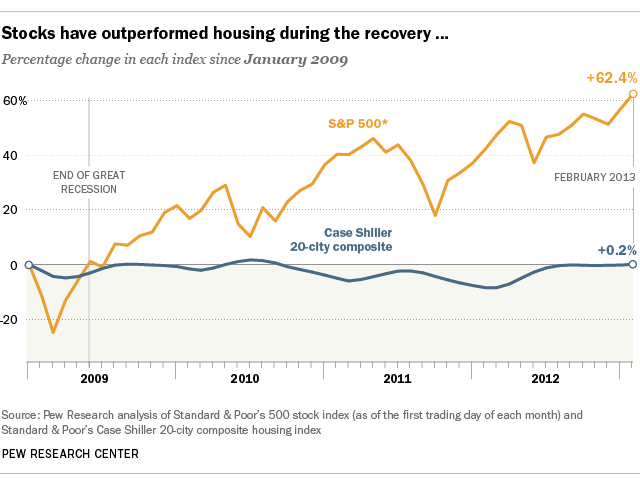 Stocks have outperformed housing during the recovery ...
Percentage change in each index since January 2009
+62.4%
60%
S&P 500*
40
END OF GREAT
RECESSION
FEBRUARY 2013
20
Case Shiller
20-city composite
+0.2%
0
-20
2009 2010 2011 2012
Source: Pew Research analysis of Standard & Poor's 500 stock index (as of the first trading day of each month) and
Standard & Poor's Case Shiller 20-city composite housing index
PEW RESEARCH CENTER